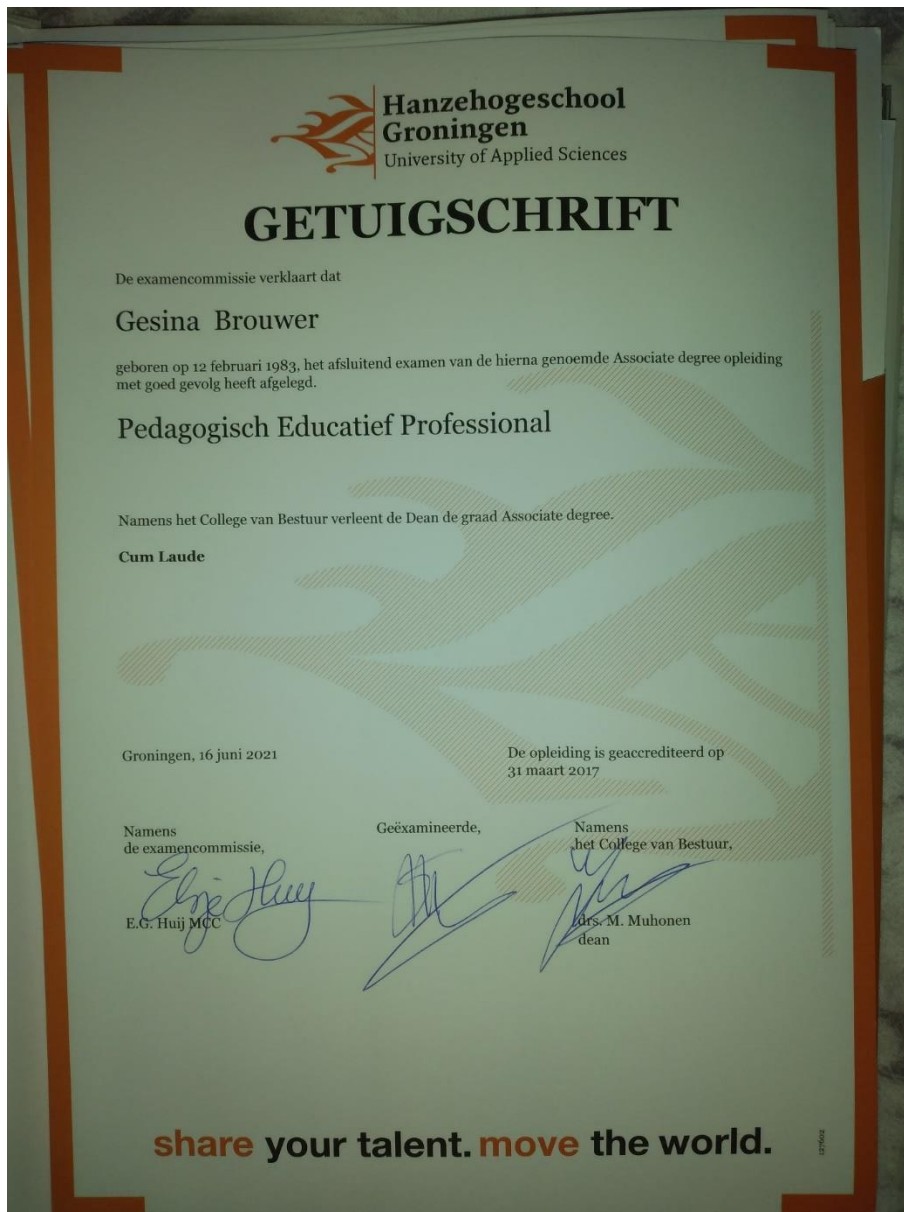 Hanzehogeschool
Groningen
University of Applied Sciences
GETUIGSCHRIFT
De examencommissie verklaart dat
Gesina Brouwer
geboren op 12 februari 1983, het afsluitend examen van de hierna genoemde Associate degree opleiding
met goed gevolg heeft afgelegd.
Pedagogisch Educatief Professional
Namens het College van Bestuur verleent de Dean de graad Associate degree.
Cum Laude
Groningen, 16 juni 2021
De opleiding is geaccrediteerd op
31 maart 2017
Namens
de examencommissie,
Geëxamineerde,
Namens
het College van Bestuur,
E.G. Huij MCC
drs. M. Muhonen
dean
share your talent. move the world.
127602